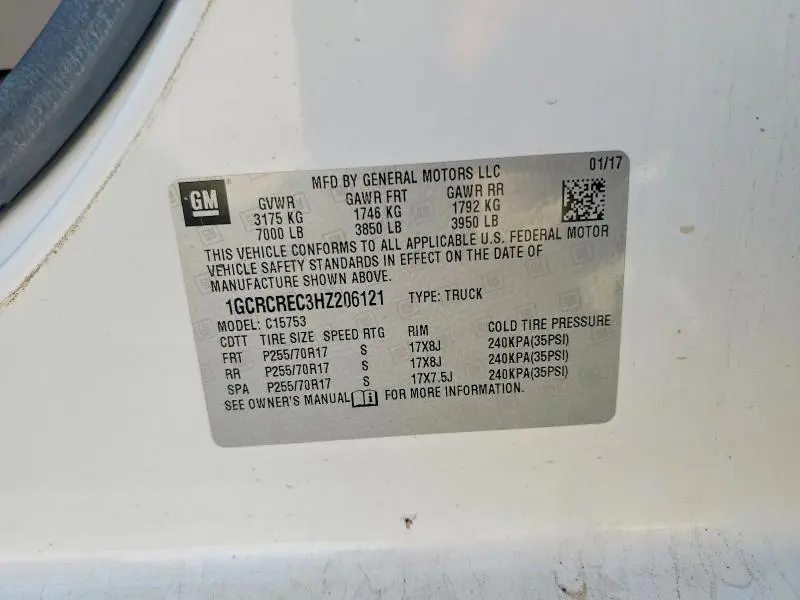 GM
MFD BY GENERAL MOTORS LLC 01/17
GVWR GAWR FRT GAWR RR
3175 KG 1746 KG 1792 KG
7000 LB 3850 LB 3950 LB
THIS VEHICLE CONFORMS TO ALL APPLICABLE U.S. FEDERAL MOTOR
VEHICLE SAFETY STANDARDS IN EFFECT ON THE DATE OF
MANUFACTURE SHOWN ABOVE.
1GCRCREC3HZ206121 TYPE: TRUCK
MODEL: C15753
CDTT TIRE SIZE SPEED RTG RIM COLD TIRE PRESSURE
FRT P255/70R17 S 17X8J 240KPA(35PSI)
RR P255/70R17 S 17X8J 240KPA(35PSI)
SPA P255/70R17 S 17X7.5J 240KPA(35PSI)
SEE OWNER'S MANUAL i FOR MORE INFORMATION.